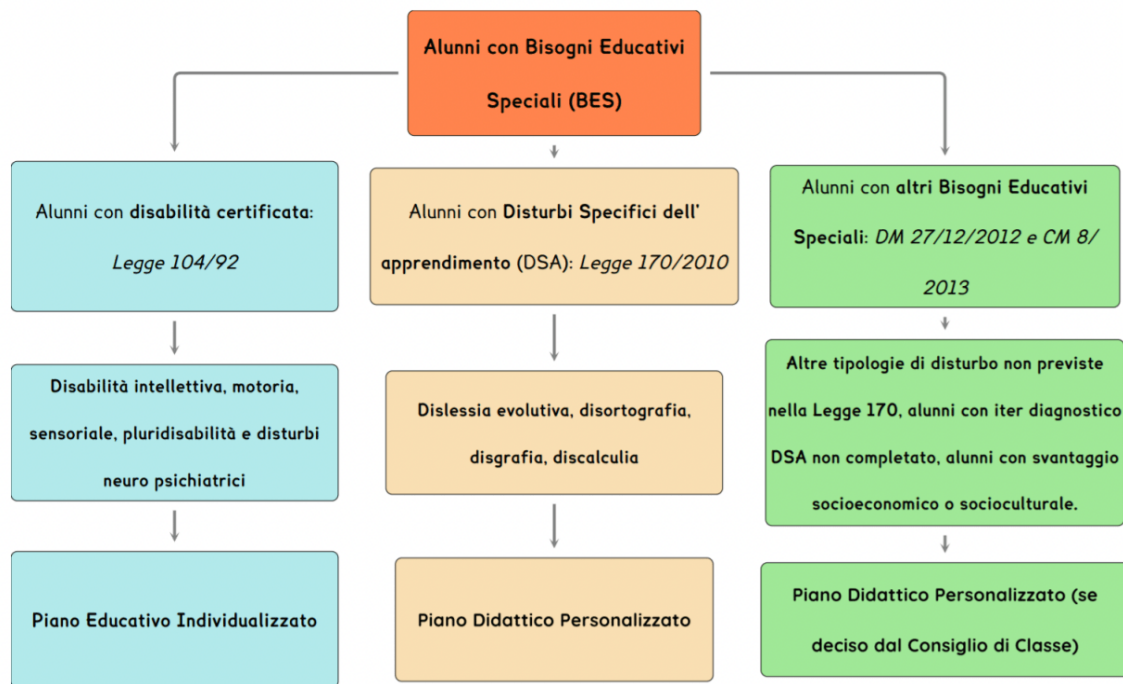 Alunni con Bisogni Educativi
Speciali (BES)
Alunni con disabilità certificata:
Legge 104/92
Disabilità intellettiva, motoria,
sensoriale, pluridisabilità e disturbi
neuro psichiatrici
Piano Educativo Individualizzato
Alunni con Disturbi Specifici dell'
apprendimento (DSA): Legge 170/2010
Dislessia evolutiva, disortografia,
disgrafia, discalculia
Piano Didattico Personalizzato
Alunni con altri Bisogni Educativi
Speciali: DM 27/12/2012 e CM 8/
2013
Altre tipologie di disturbo non previste
nella Legge 170, alunni con iter diagnostico
DSA non completato, alunni con svantaggio
socioeconomico o socioculturale.
Piano Didattico Personalizzato (se
deciso dal Consiglio di Classe)